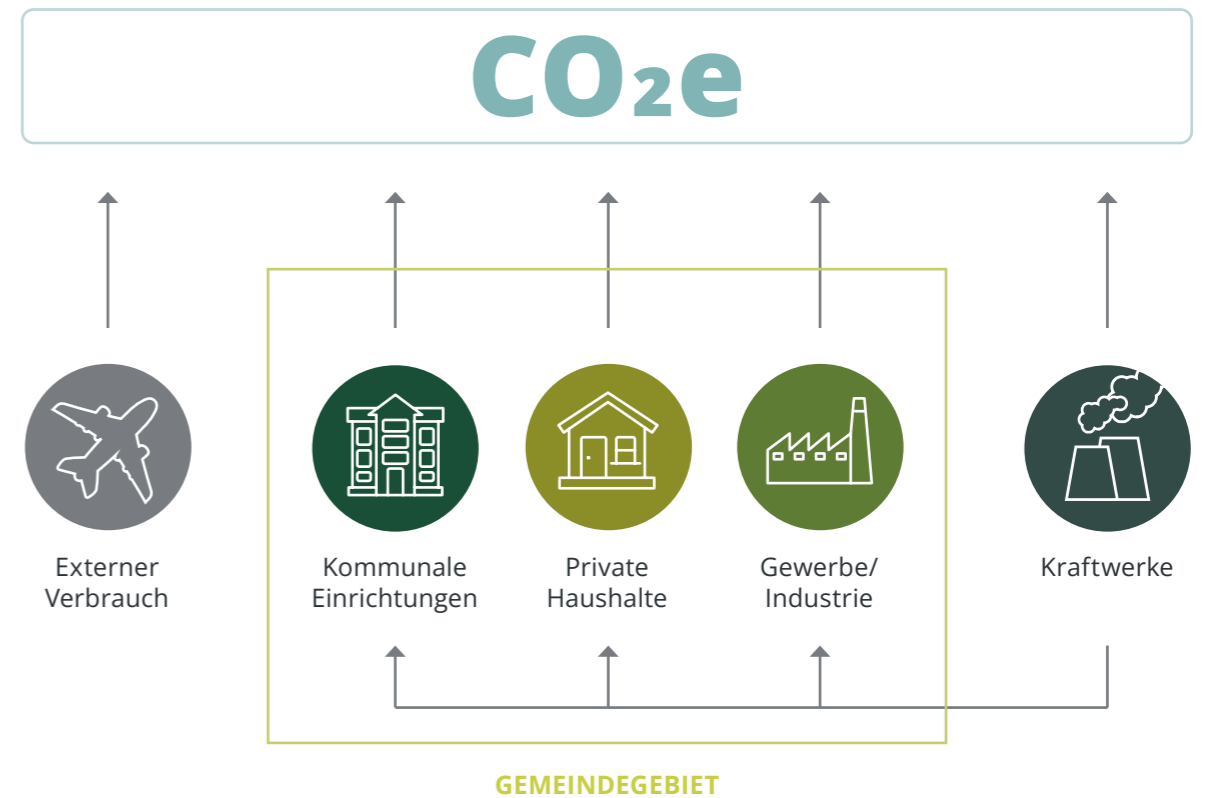 CO₂e
Externer
Verbrauch
Kommunale
Einrichtungen
Private
Haushalte
Gewerbe/
Industrie
Kraftwerke
GEMEINDEGEBIET